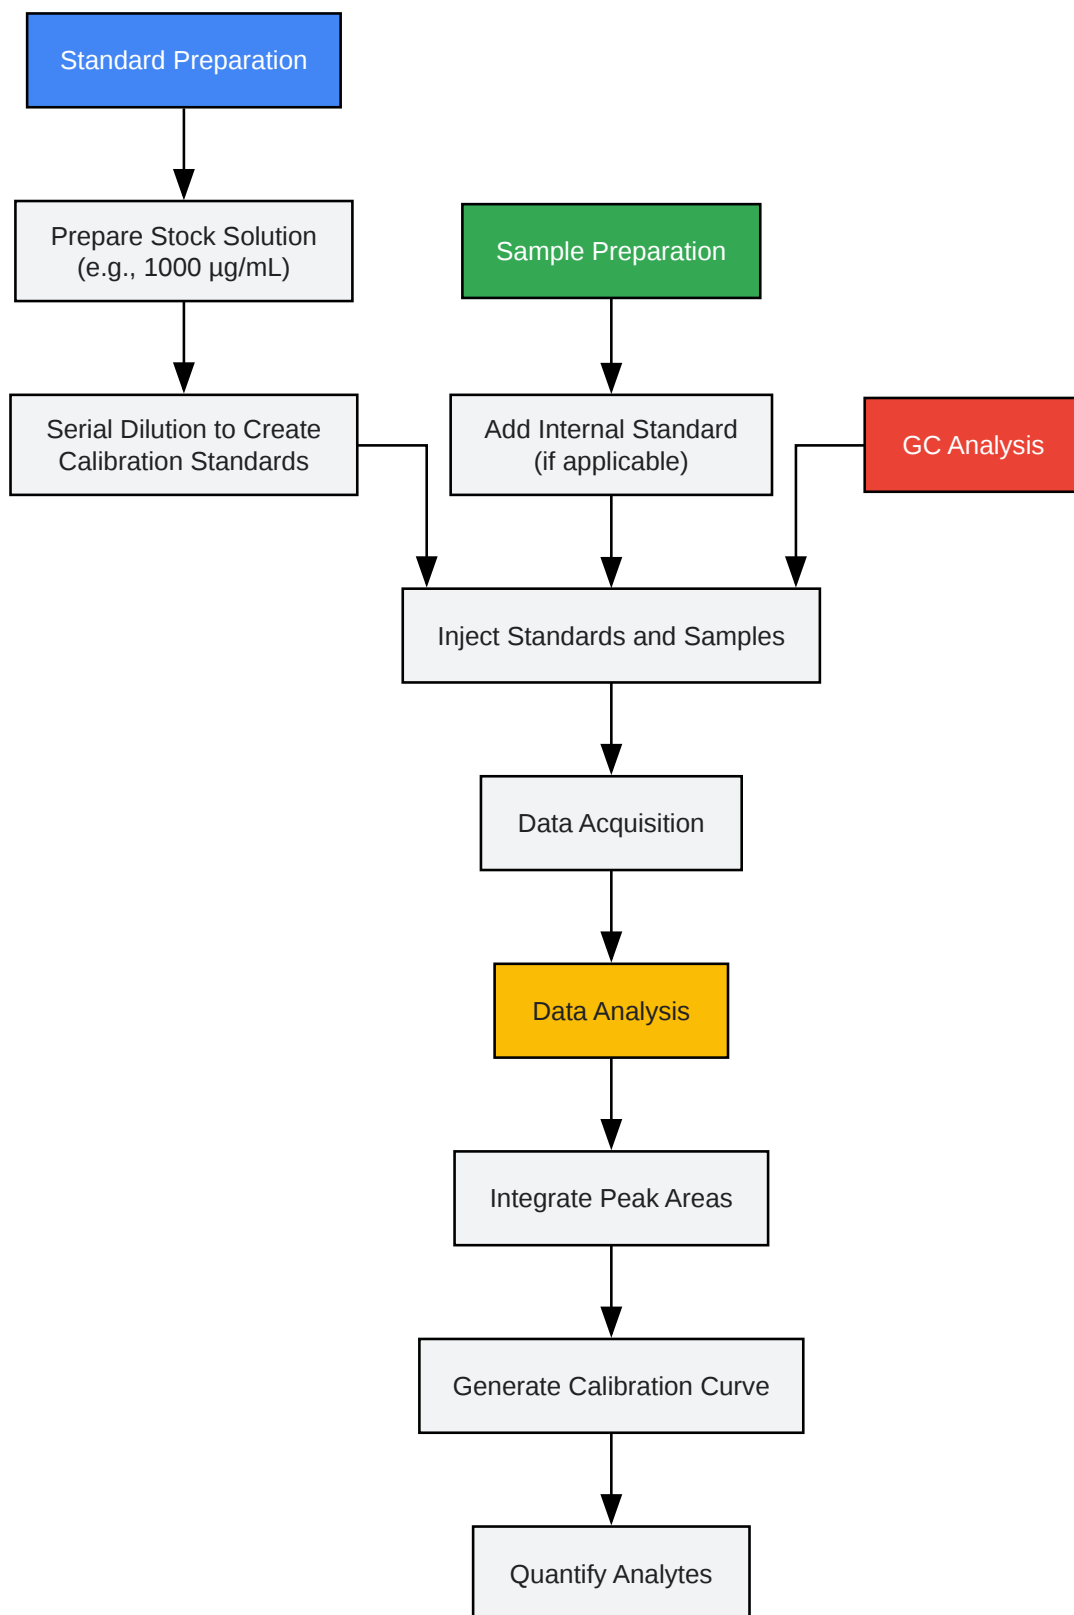 Standard Preparation
Prepare Stock Solution
(e.g., 1000 µg/mL)
Sample Preparation
Serial Dilution to Create
Calibration Standards
Add Internal Standard
(if applicable)
GC Analysis
Inject Standards and Samples
Data Acquisition
Data Analysis
Integrate Peak Areas
Generate Calibration Curve
Quantify Analytes